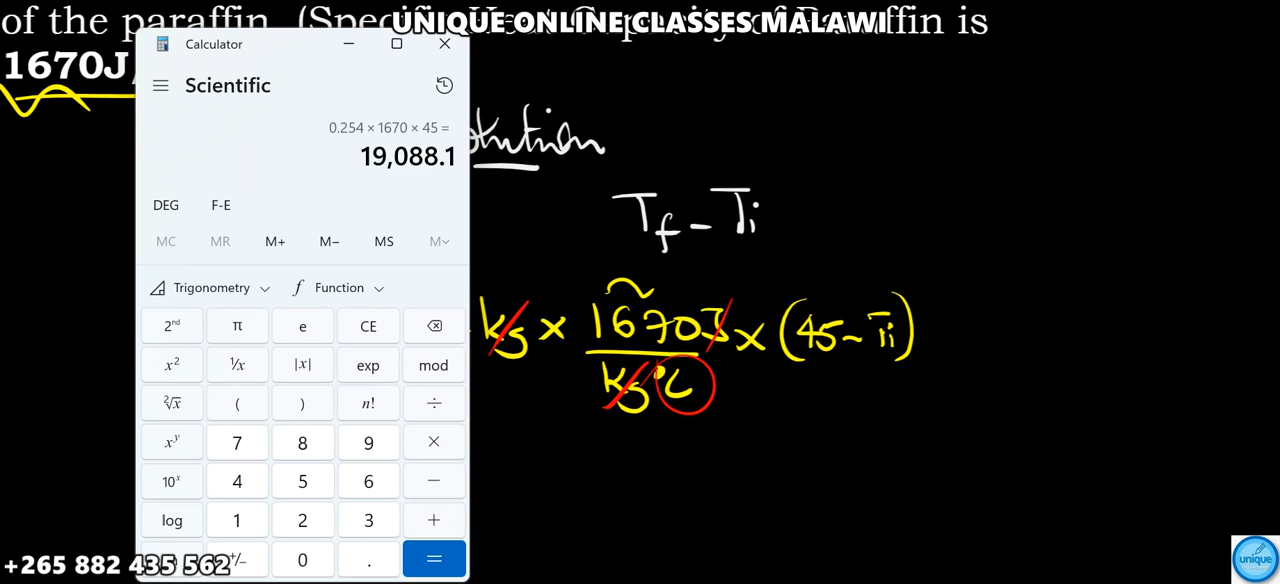 of the paraffin. (Spec
UNIQUE ONLINE CLASSES MALAWI
ffin is
1670J/
Calculator
Scientific
0.254 × 1670 × 45 =
19,088.1
DEG F-E
MC MR M+ M− MS M
Trigonometry f Function
2nd π e CE
x² ¹/x |x| exp mod
²√x ( ) n! ÷
xʸ 7 8 9 ×
10ˣ 4 5 6 −
log 1 2 3 +
+/− 0 . =
Tf - Ti
kg × 1670J × (45 - Ti)
kg °C
+265 882 435 562
unique